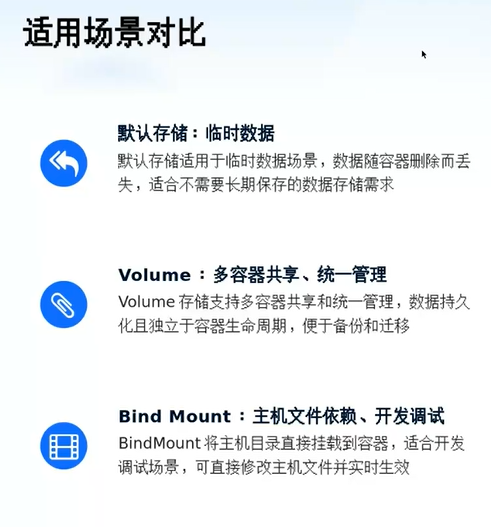 适用场景对比
默认存储：临时数据
默认存储适用于临时数据场景，数据随容器删除而丢
失，适合不需要长期保存的数据存储需求
Volume ：多容器共享、统一管理
Volume 存储支持多容器共享和统一管理，数据持久
化且独立于容器生命周期，便于备份和迁移
Bind Mount ：主机文件依赖、开发调试
BindMount 将主机目录直接挂载到容器，适合开发
调试场景，可直接修改主机文件并实时生效